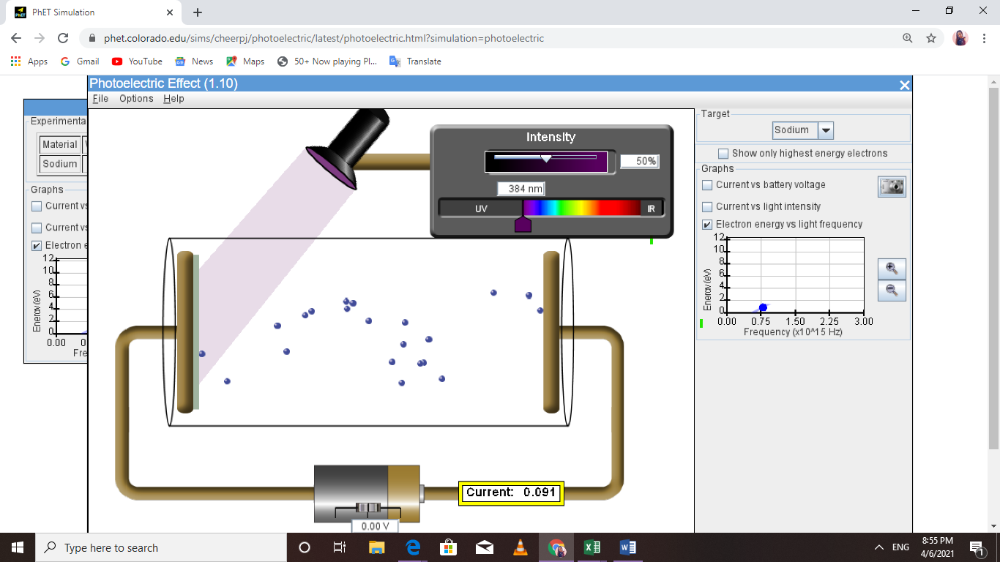 PhET Simulation
phet.colorado.edu/sims/cheerpj/photoelectric/latest/photoelectric.html?simulation=photoelectric
Apps Gmail YouTube News Maps 50+ Now playing Pl... Translate
Photoelectric Effect (1.10)
File Options Help
Experimenta
Material
Sodium
Graphs
Current vs
Current vs
Electron e
12
10
8
6
4
2
0.00
Energy (eV)
Fre
Intensity
50%
384 nm
UV IR
Current: 0.091
0.00 V
Target
Sodium
Show only highest energy electrons
Graphs
Current vs battery voltage
Current vs light intensity
Electron energy vs light frequency
12
10
8
6
4
2
0
Energy (eV)
0.00 0.75 1.50 2.25 3.00
Frequency (x10^15 Hz)
Type here to search
ENG
8:55 PM
4/6/2021
1